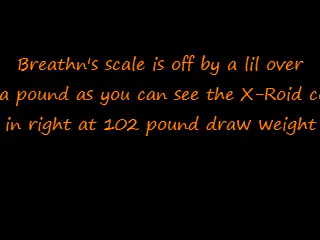 Breathn's scale is off by a lil over
a pound as you can see the X-Roid
in right at 102 pound draw weight